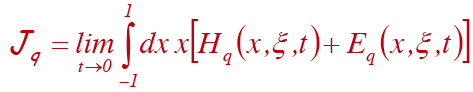 J_q = lim_{t→0} ∫_{-1}^{1} dx x[H_q(x,ξ,t)+E_q(x,ξ,t)]